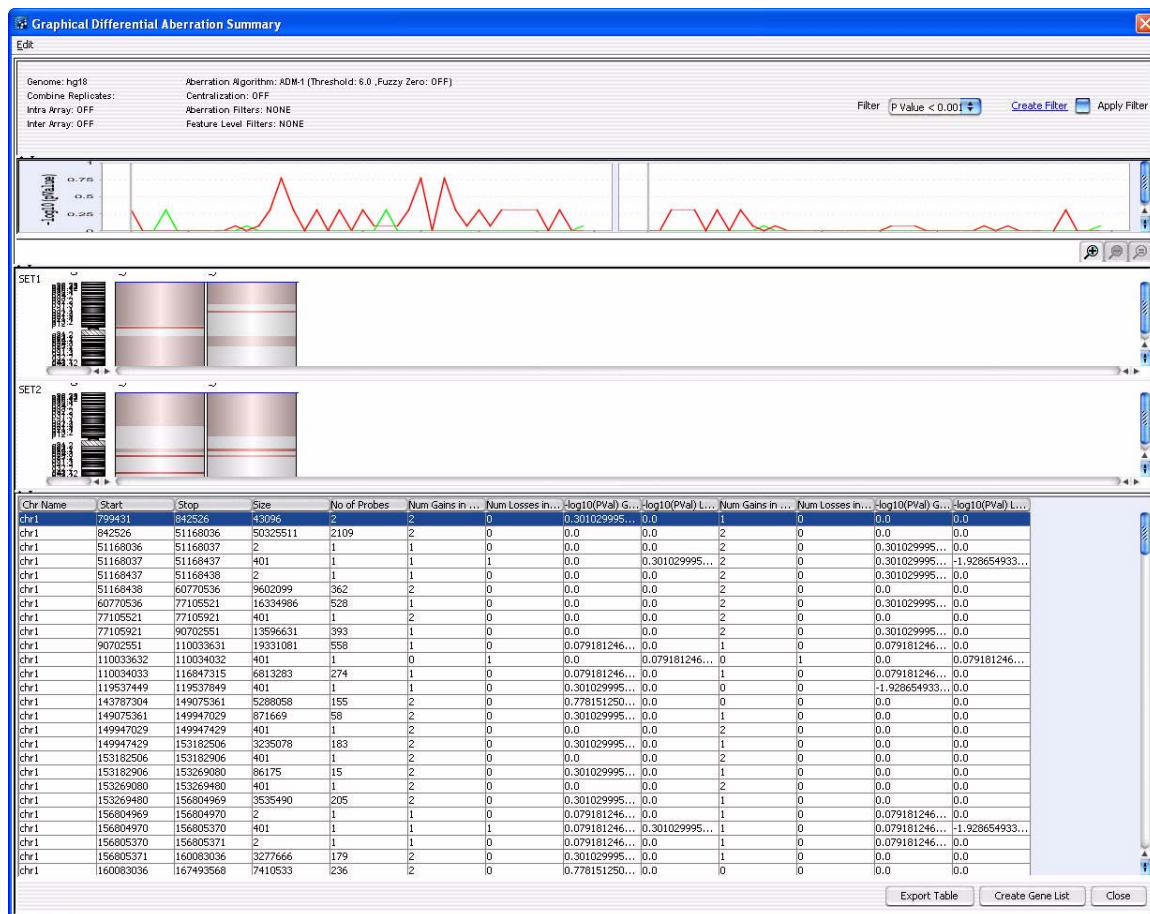 Graphical Differential Aberration Summary
Edit
Genome: hg18 Aberration Algorithm: ADM-1 (Threshold: 6.0 ,Fuzzy Zero: OFF)
Combine Replicates: Centralization: OFF
Intra Array: OFF Aberration Filters: NONE
Inter Array: OFF Feature Level Filters: NONE
Filter P Value < 0.001 Create Filter Apply Filter
-log10 (pValue)
1
0.75
0.5
0.25
0
SET1
SET2
Chr Name Start Stop Size No of Probes Num Gains in ... Num Losses in... -log10(PVal) G... -log10(PVal) L... Num Gains in ... Num Losses in... -log10(PVal) G... -log10(PVal) L...
chr1 799431 842526 43096 2 2 0 0.301029995... 0.0 1 0 0.0 0.0
chr1 842526 51168036 50325511 2109 2 0 0.0 0.0 2 0 0.0 0.0
chr1 51168036 51168037 2 1 1 0 0.0 0.0 2 0 0.301029995... 0.0
chr1 51168037 51168437 401 1 1 1 0.0 0.301029995... 2 0 0.301029995... -1.928654933...
chr1 51168437 51168438 2 1 1 0 0.0 0.0 2 0 0.301029995... 0.0
chr1 51168438 60770536 9602099 362 2 0 0.0 0.0 2 0 0.0 0.0
chr1 60770536 77105521 16334986 528 1 0 0.0 0.0 2 0 0.301029995... 0.0
chr1 77105521 77105921 401 1 2 0 0.0 0.0 2 0 0.0 0.0
chr1 77105921 90702551 13596631 393 1 0 0.0 0.0 2 0 0.301029995... 0.0
chr1 90702551 110033631 19331081 558 1 0 0.079181246... 0.0 1 0 0.079181246... 0.0
chr1 110033632 110034032 401 1 0 1 0.0 0.079181246... 0 1 0.0 0.079181246...
chr1 110034033 116847315 6813283 274 1 0 0.079181246... 0.0 1 0 0.079181246... 0.0
chr1 119537449 119537849 401 1 1 0 0.301029995... 0.0 0 0 -1.928654933... 0.0
chr1 143787304 149075361 5288058 155 2 0 0.778151250... 0.0 0 0 0.0 0.0
chr1 149075361 149947029 871669 58 2 0 0.301029995... 0.0 1 0 0.0 0.0
chr1 149947029 149947429 401 1 2 0 0.0 0.0 2 0 0.0 0.0
chr1 149947429 153182506 3235078 183 2 0 0.301029995... 0.0 1 0 0.0 0.0
chr1 153182506 153182906 401 1 2 0 0.0 0.0 2 0 0.0 0.0
chr1 153182906 153269080 86175 15 2 0 0.301029995... 0.0 1 0 0.0 0.0
chr1 153269080 153269480 401 1 2 0 0.0 0.0 2 0 0.0 0.0
chr1 153269480 156804969 3535490 205 2 0 0.301029995... 0.0 1 0 0.0 0.0
chr1 156804969 156804970 2 1 1 0 0.079181246... 0.0 1 0 0.079181246... 0.0
chr1 156804970 156805370 401 1 1 1 0.079181246... 0.301029995... 1 0 0.079181246... -1.928654933...
chr1 156805370 156805371 2 1 1 0 0.079181246... 0.0 1 0 0.079181246... 0.0
chr1 156805371 160083036 3277666 179 2 0 0.301029995... 0.0 1 0 0.0 0.0
chr1 160083036 167493568 7410533 236 2 0 0.778151250... 0.0 0 0 0.0 0.0
Export Table Create Gene List Close